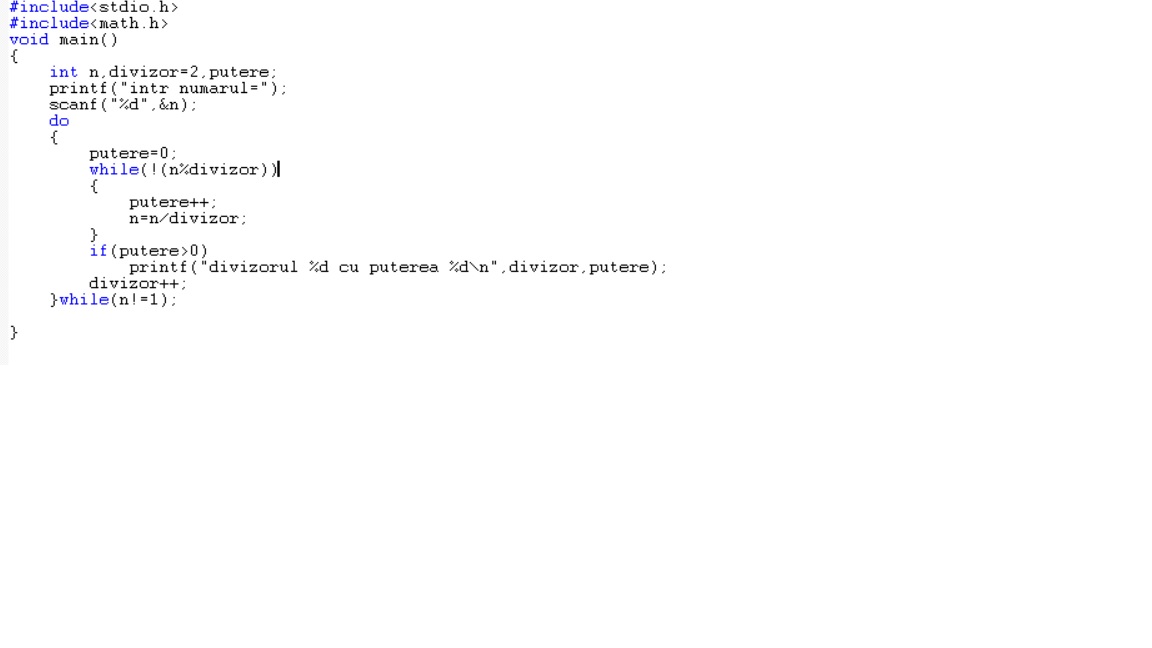 #include<stdio.h>
#include<math.h>
void main()
{
    int n,divizor=2,putere;
    printf("intr numarul=");
    scanf("%d",&n);
    do
    {
        putere=0;
        while(!(n%divizor))
        {
            putere++;
            n=n/divizor;
        }
        if(putere>0)
            printf("divizorul %d cu puterea %d\n",divizor,putere);
        divizor++;
    }while(n!=1);
}